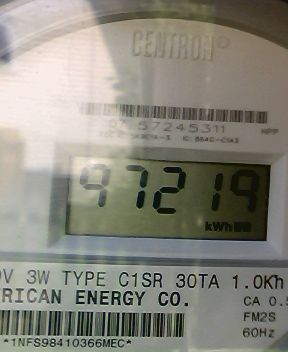 CENTRON®
57245311
HPP
97219
kWh
V 3W TYPE C1SR 30TA 1.0Kh
RICAN ENERGY CO.
CA 0.5
FM2S
60Hz
*1NFS98410366MEC*